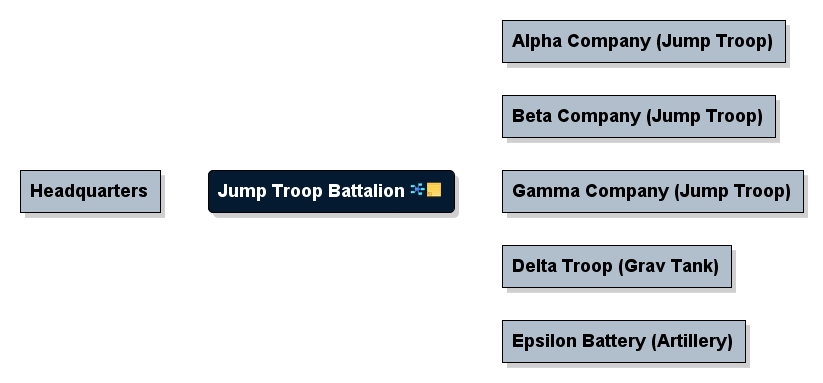 Headquarters
Jump Troop Battalion
Alpha Company (Jump Troop)
Beta Company (Jump Troop)
Gamma Company (Jump Troop)
Delta Troop (Grav Tank)
Epsilon Battery (Artillery)